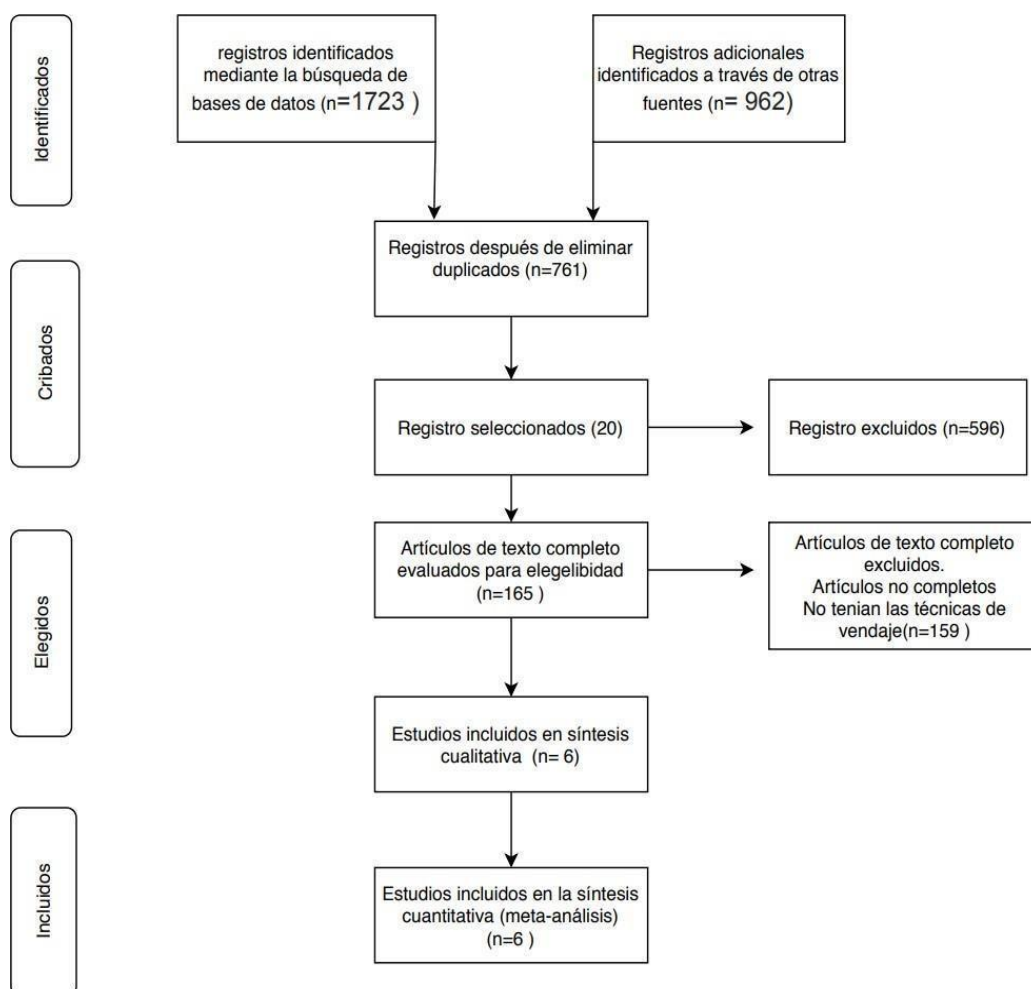 Identificados
registros identificados
mediante la búsqueda de
bases de datos (n=1723 )
Registros adicionales
identificados a través de otras
fuentes (n= 962)
Registros después de eliminar
duplicados (n=761)
Cribados
Registro seleccionados (20)
Registro excluidos (n=596)
Elegidos
Artículos de texto completo
evaluados para elegelibidad
(n=165 )
Artículos de texto completo
excluidos.
Artículos no completos
No tenian las técnicas de
vendaje(n=159 )
Estudios incluidos en síntesis
cualitativa (n= 6)
Incluidos
Estudios incluidos en la síntesis
cuantitativa (meta-análisis)
(n=6 )